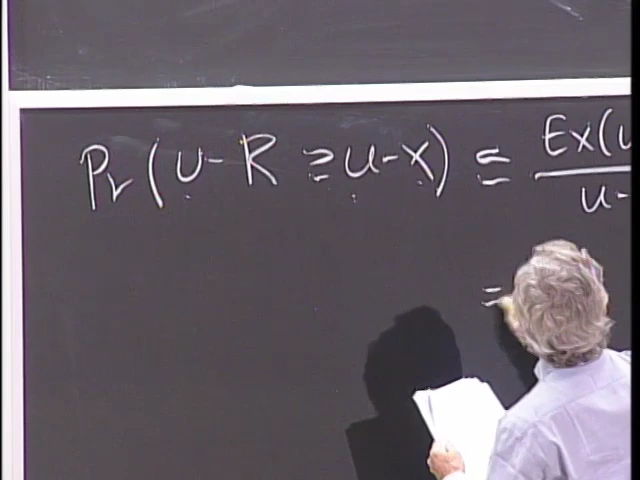 Pr(U-R ≥ u-x) ≤ Ex(u
u-
=